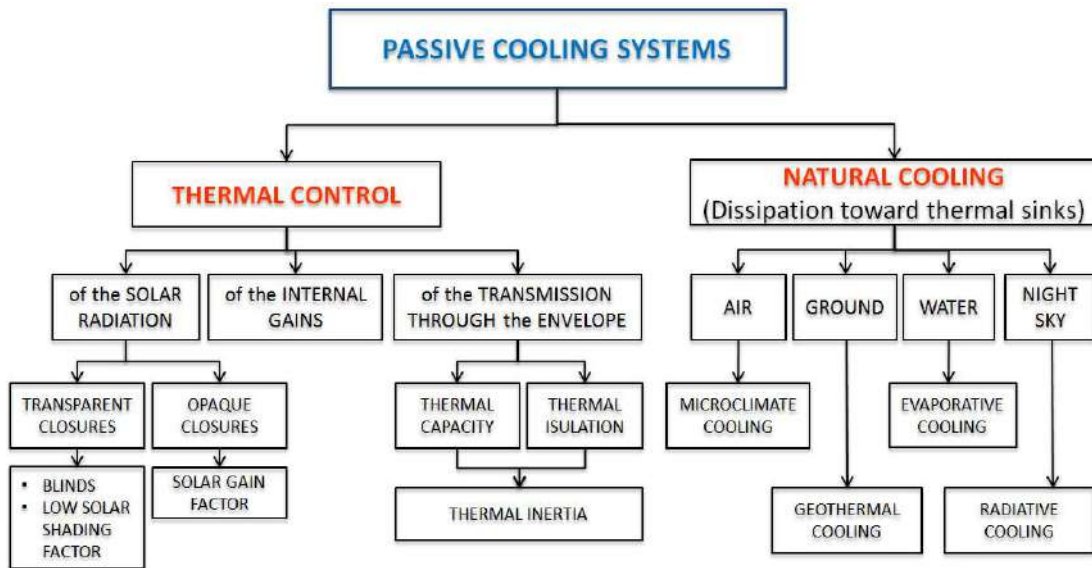 PASSIVE COOLING SYSTEMS
THERMAL CONTROL
NATURAL COOLING
(Dissipation toward thermal sinks)
of the SOLAR
RADIATION
of the INTERNAL
GAINS
of the TRANSMISSION
THROUGH the ENVELOPE
AIR
GROUND
WATER
NIGHT
SKY
TRANSPARENT
CLOSURES
OPAQUE
CLOSURES
THERMAL
CAPACITY
THERMAL
ISULATION
MICROCLIMATE
COOLING
EVAPORATIVE
COOLING
• BLINDS
• LOW SOLAR
SHADING
FACTOR
SOLAR GAIN
FACTOR
THERMAL INERTIA
GEOTHERMAL
COOLING
RADIATIVE
COOLING